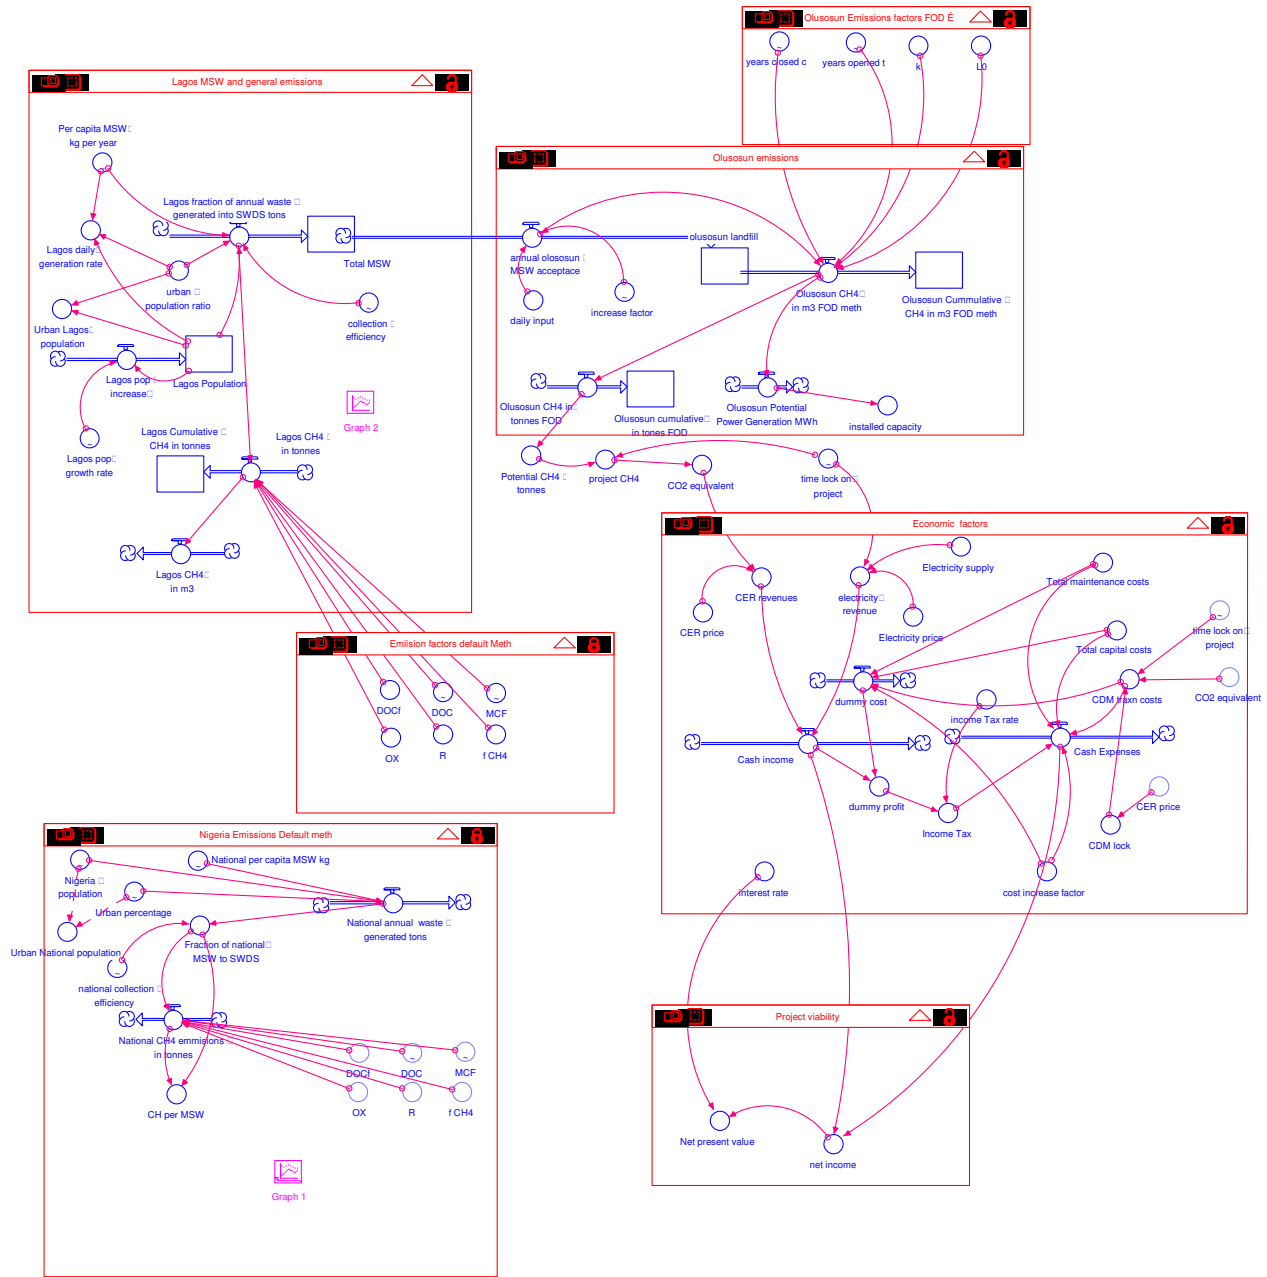 Olusosun Emissions factors FOD É
years closed c
years opened t
k
L0
Lagos MSW and general emissions
Per capita MSW
kg per year
Lagos fraction of annual waste
generated into SWDS tons
Lagos daily
generation rate
Total MSW
urban
population ratio
Urban Lagos
population
collection
efficiency
Lagos pop
increase
Lagos Population
Graph 2
Lagos pop
growth rate
Lagos Cumulative
CH4 in tonnes
Lagos CH4
in tonnes
Lagos CH4
in m3
Olusosun emissions
olusosun landfill
annual olososun
MSW acceptace
daily input
increase factor
Olusosun CH4
in m3 FOD meth
Olusosun Cummulative
CH4 in m3 FOD meth
Olusosun CH4 in
tonnes FOD
Olusosun cumulative
in tones FOD
Olusosun Potential
Power Generation MWh
installed capacity
Potential CH4
tonnes
project CH4
CO2 equivalent
time lock on
project
Economic factors
Electricity supply
Total maintenance costs
CER revenues
electricity
revenue
CER price
Electricity price
time lock on
project
Total capital costs
dummy cost
CDM traxn costs
CO2 equivalent
income Tax rate
Cash income
Cash Expenses
dummy profit
Income Tax
CER price
CDM lock
interest rate
cost increase factor
Emiision factors default Meth
DOCf
DOC
MCF
OX
R
f CH4
Nigeria Emissions Default meth
National per capita MSW kg
Nigeria
population
Urban percentage
National annual waste
generated tons
Urban National population
Fraction of national
MSW to SWDS
national collection
efficiency
National CH4 emmisions
in tonnes
DOCf
DOC
MCF
CH per MSW
OX
R
f CH4
Graph 1
Project viability
Net present value
net income